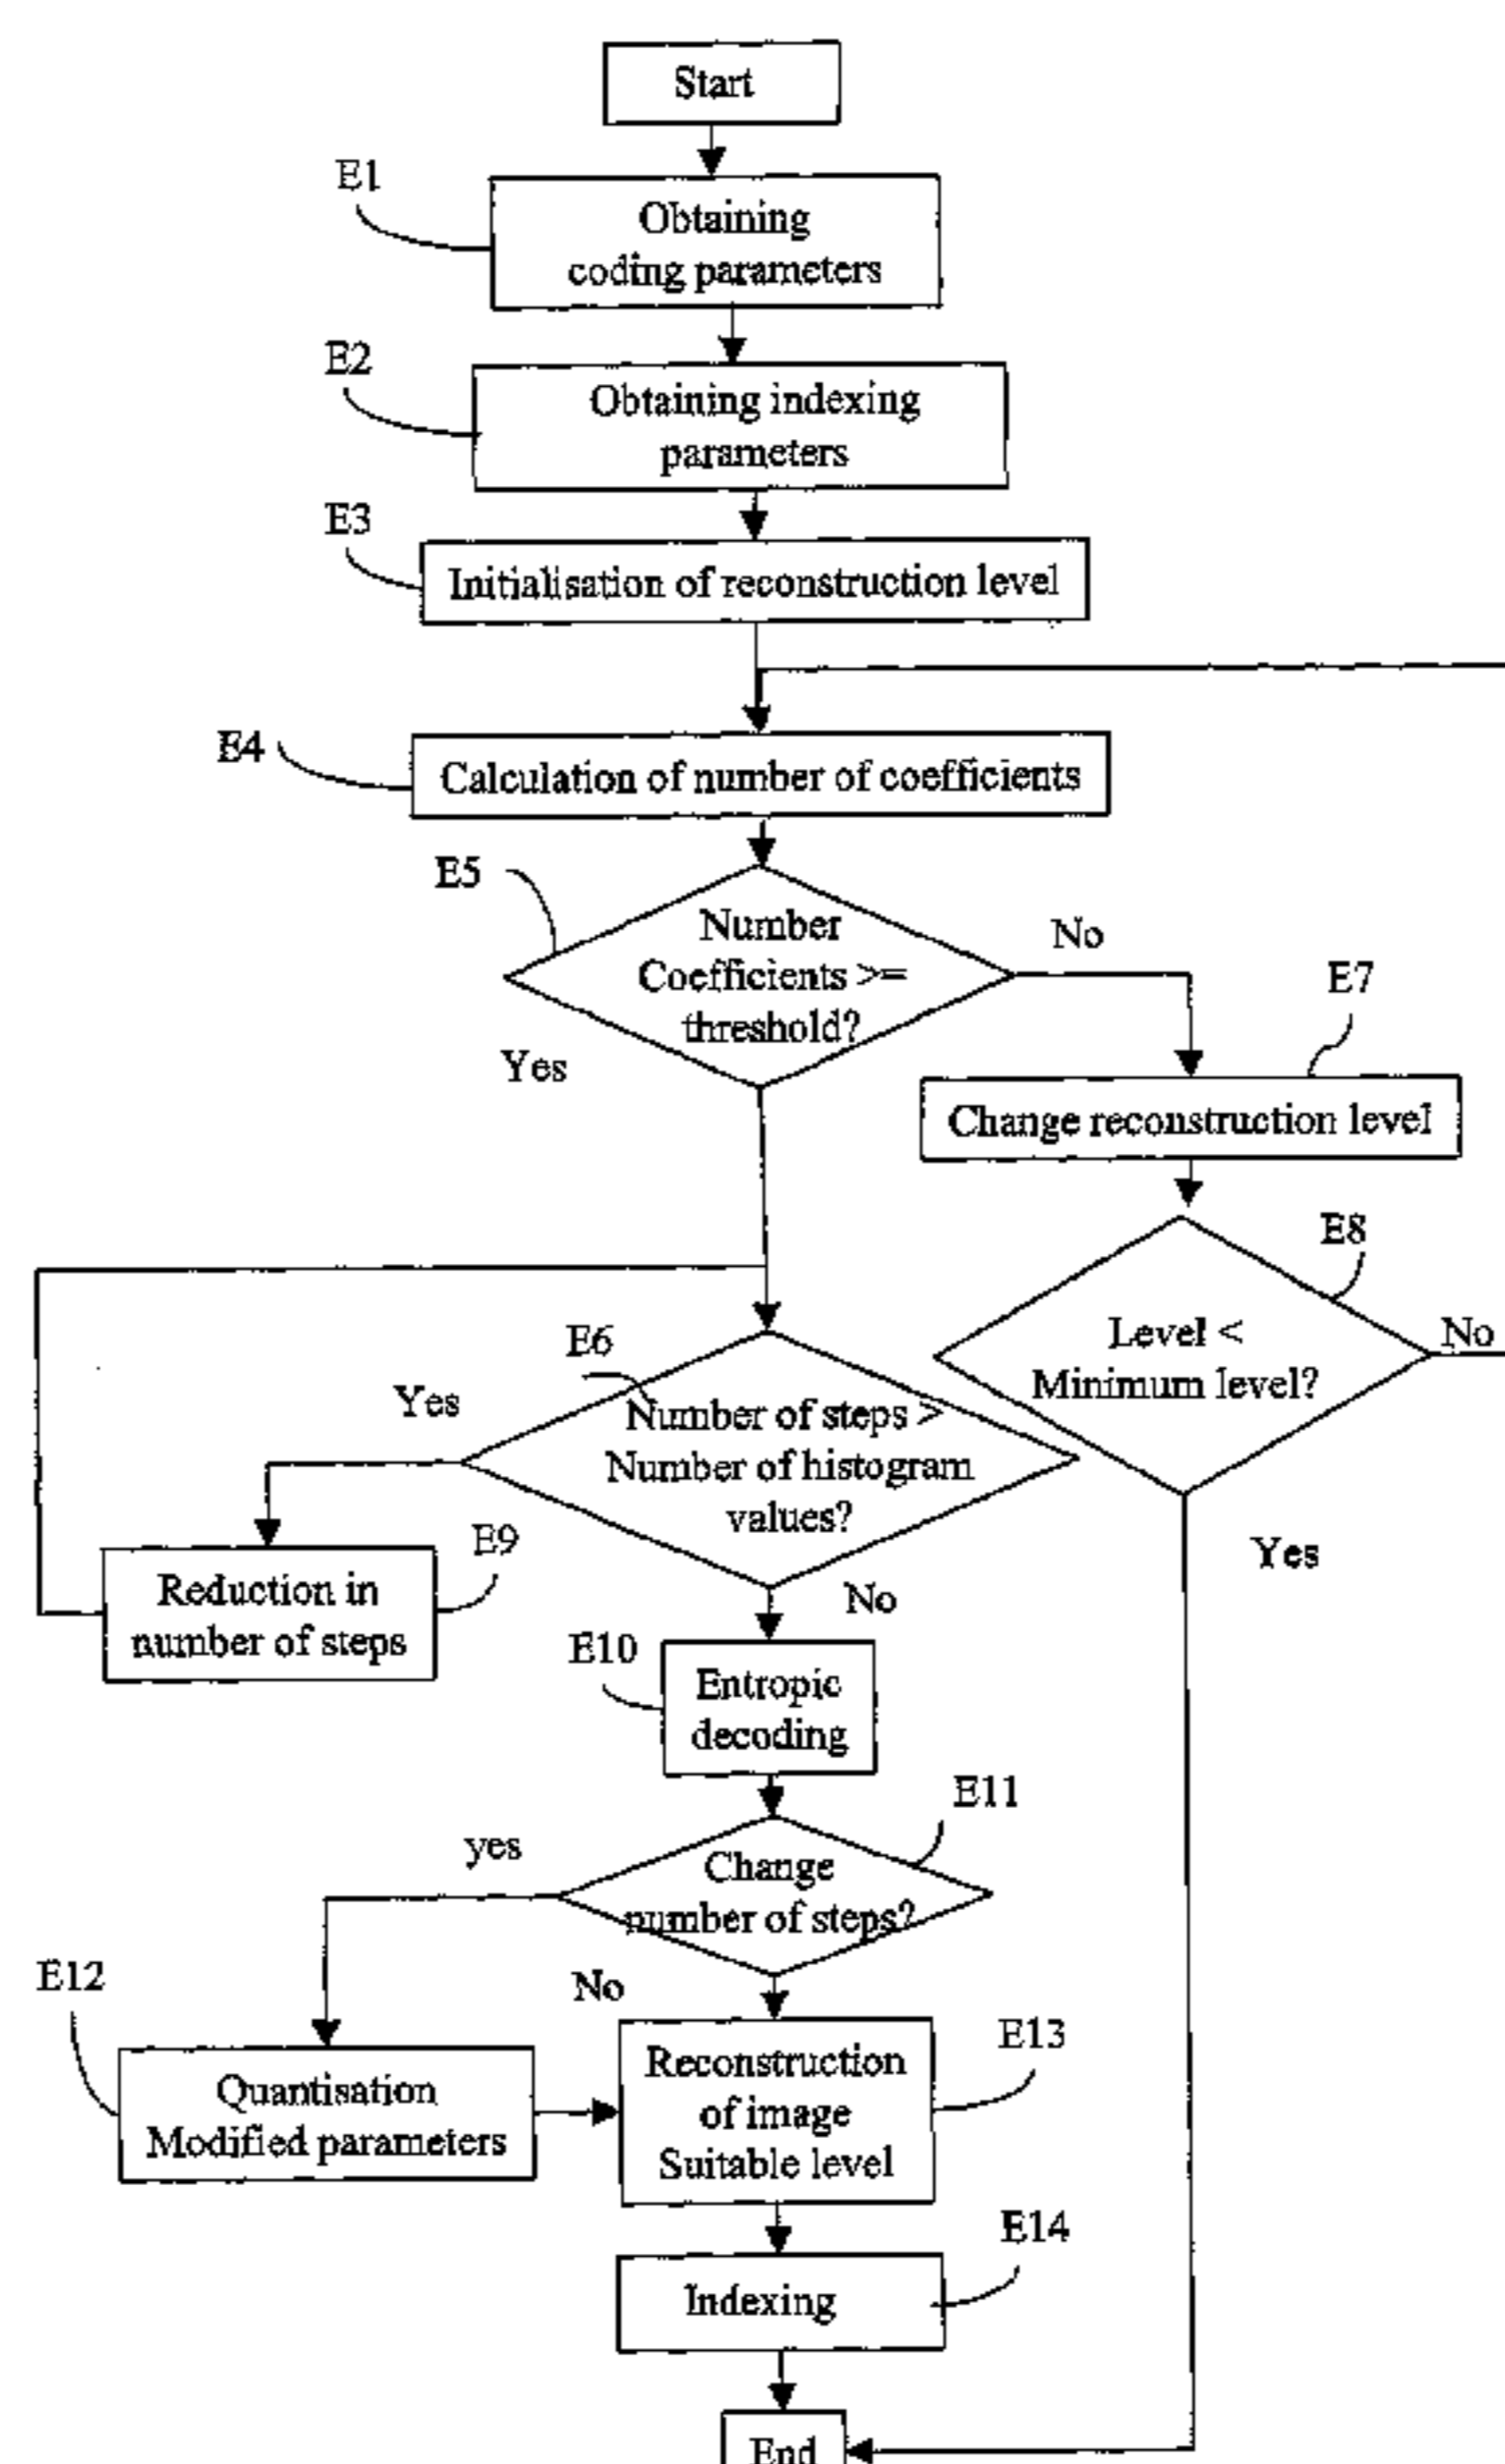 Start
E1
Obtaining
coding parameters
E2
Obtaining indexing
parameters
E3
Initialisation of reconstruction level
E4
Calculation of number of coefficients
E5
Number
Coefficients >=
threshold?
No
Yes
E7
Change reconstruction level
E8
Level <
Minimum level?
No
Yes
E6
Number of steps >
Number of histogram
values?
Yes
E9
Reduction in
number of steps
No
E10
Entropic
decoding
E11
Change
number of steps?
yes
No
E12
Quantisation
Modified parameters
E13
Reconstruction
of image
Suitable level
E14
Indexing
End